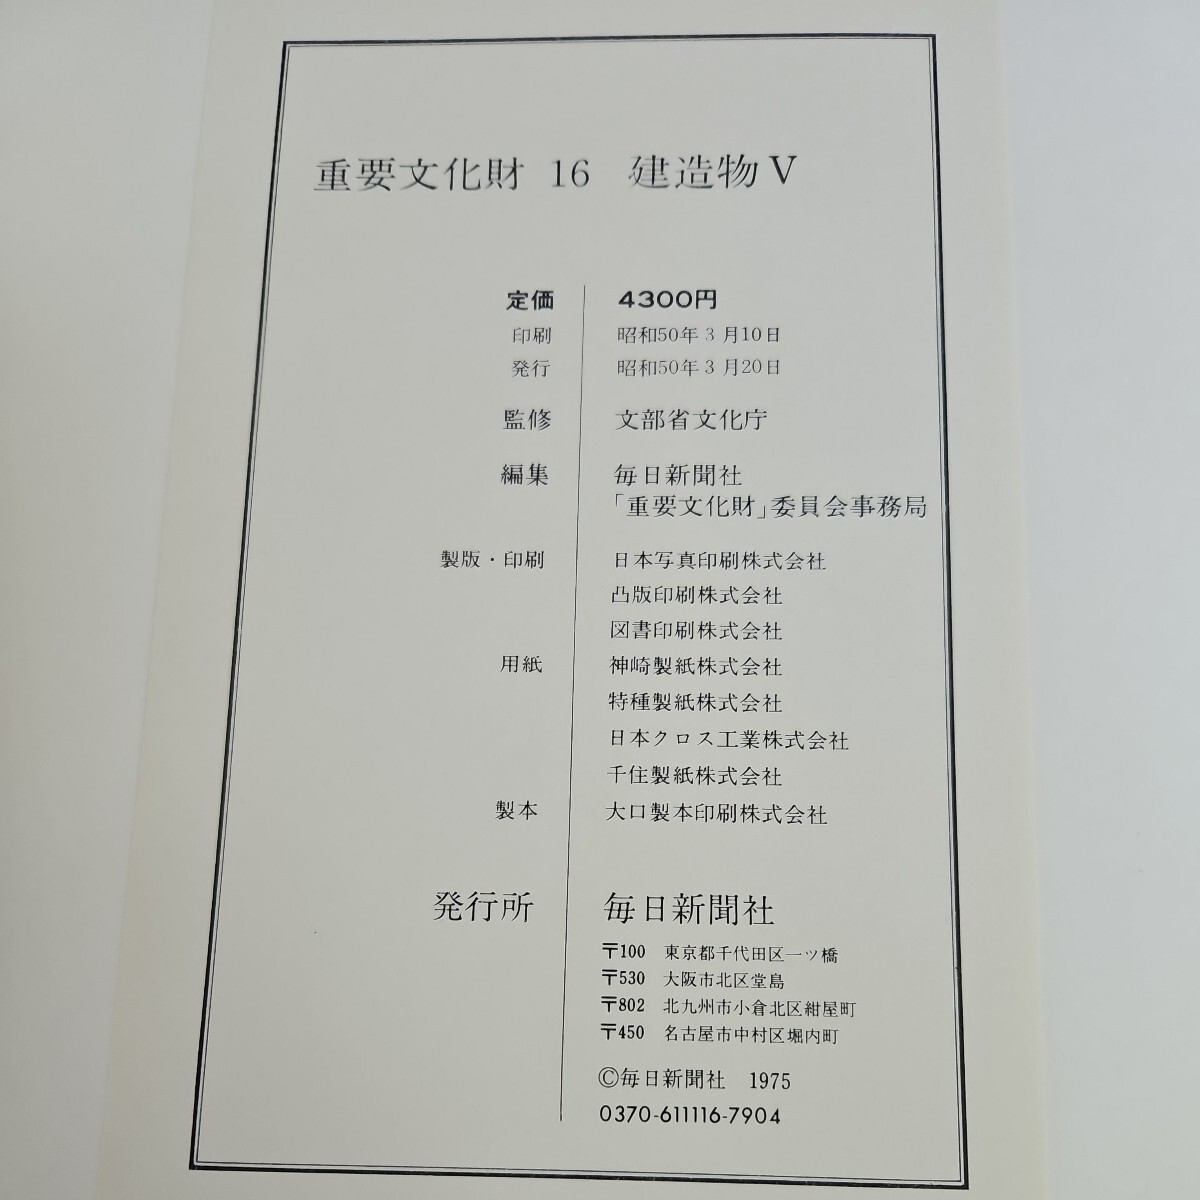 重要文化財 16 建造物Ⅴ
定価 4300円
印刷 昭和50年3月10日
発行 昭和50年3月20日
監修 文部省文化庁
編集 毎日新聞社
「重要文化財」委員会事務局
製版・印刷 日本写真印刷株式会社
凸版印刷株式会社
図書印刷株式会社
用紙 神崎製紙株式会社
特種製紙株式会社
日本クロス工業株式会社
千住製紙株式会社
製本 大口製本印刷株式会社
発行所 毎日新聞社
〒100 東京都千代田区一ツ橋
〒530 大阪市北区堂島
〒802 北九州市小倉北区紺屋町
〒450 名古屋市中村区堀内町
©毎日新聞社 1975
0370-611116-7904